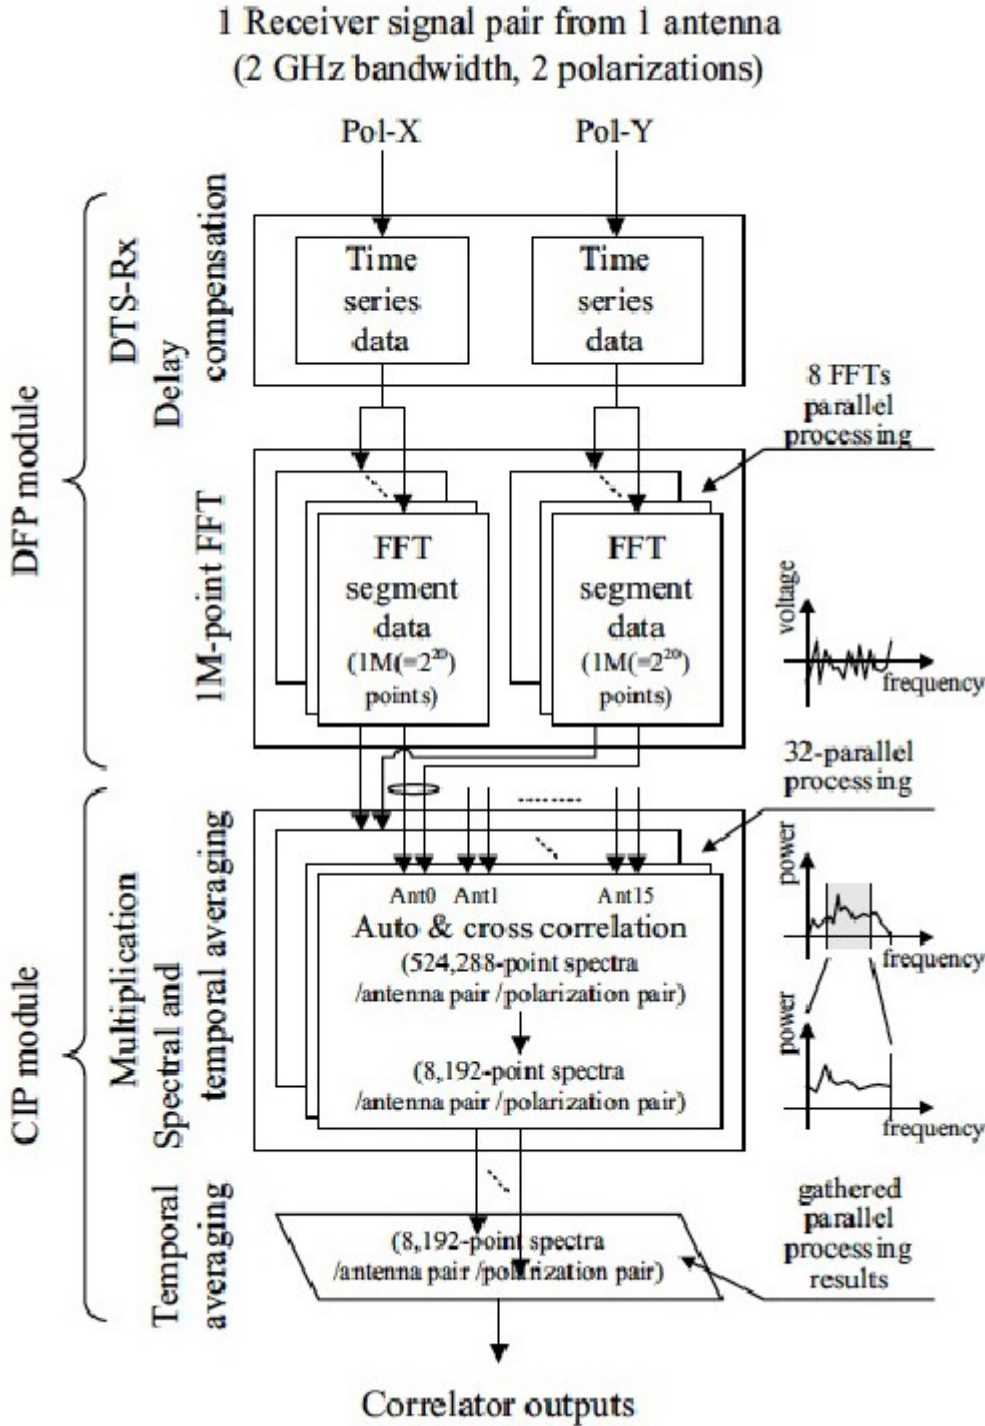 1 Receiver signal pair from 1 antenna
(2 GHz bandwidth, 2 polarizations)
Pol-X
Pol-Y
DFP module
DTS-Rx
Delay
compensation
Time
series
data
Time
series
data
8 FFTs
parallel
processing
1M-point FFT
FFT
segment
data
(1M(=2²⁰)
points)
FFT
segment
data
(1M(=2²⁰)
points)
voltage
frequency
32-parallel
processing
CIP module
Multiplication
Spectral and
temporal averaging
Ant0
Ant1
Ant15
Auto & cross correlation
(524,288-point spectra
/antenna pair /polarization pair)
(8,192-point spectra
/antenna pair /polarization pair)
power
frequency
power
frequency
Temporal
averaging
(8,192-point spectra
/antenna pair /polarization pair)
gathered
parallel
processing
results
Correlator outputs